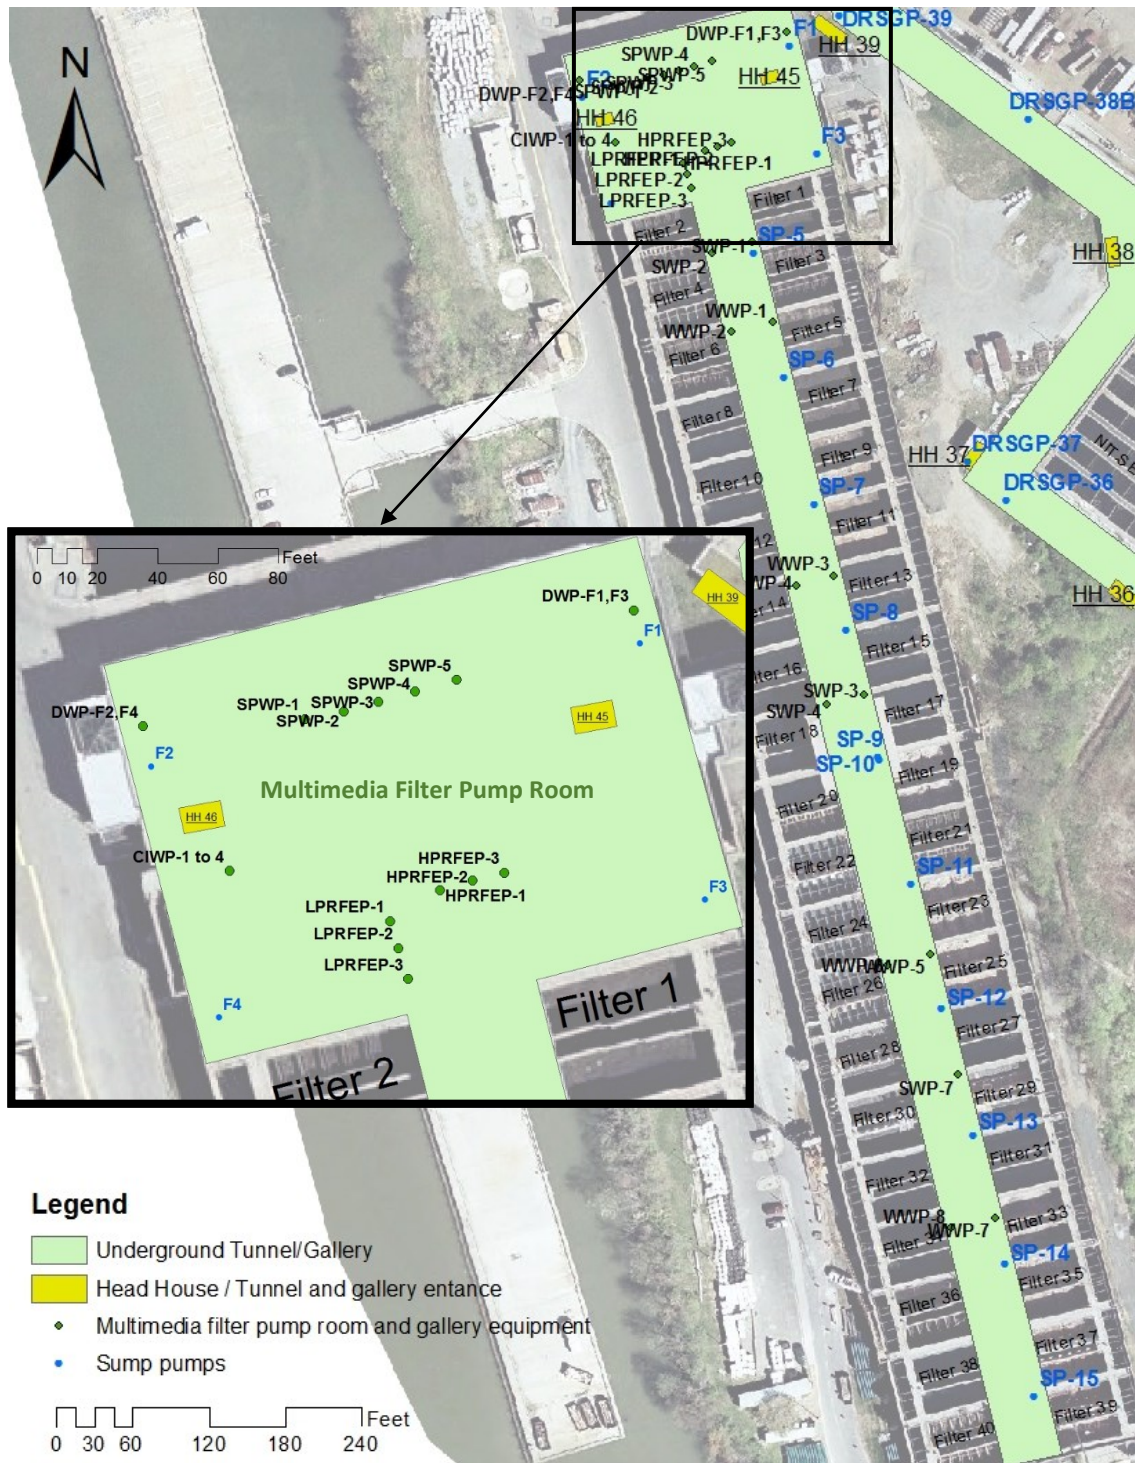 N
DRSGP-39
DWP-F1,F3
F1
HH 39
SPWP-4
SPWP-5
HH 45
F2
DWP-F2,F4
DRSGP-38B
HH 46
CIWP-1 to 4
HPRFEP-3
F3
HPRFEP-1
LPRFEP-2
LPRFEP-3
Filter 1
Filter 2
SP-5
SWP-1
HH 38
SWP-2
Filter 3
Filter 4
WWP-1
WWP-2
Filter 5
Filter 6
SP-6
Filter 7
Filter 8
HH 37
DRSGP-37
Filter 9
Filter 10
DRSGP-36
SP-7
Filter 11
12
WWP-3
WP-4
Filter 13
HH 36
er 14
SP-8
Filter 15
ilter 16
SWP-3
SWP-4
Filter 17
Filter 18
SP-9
SP-10
Filter 19
Filter 20
Filter 21
Filter 22
SP-11
Filter 23
Filter 24
WWP-5
Filter 25
Filter 26
SP-12
Filter 27
Filter 28
SWP-7
Filter 29
Filter 30
SP-13
Filter 31
Filter 32
WWP-8
WWP-7
Filter 33
SP-14
Filter 35
Filter 36
Filter 37
Filter 38
SP-15
Filter 39
Filter 40
Feet
0 10 20 40 60 80
DWP-F1,F3
HH 39
F1
SPWP-5
SPWP-4
SPWP-3
SPWP-1
SPWP-2
DWP-F2,F4
HH 45
F2
Multimedia Filter Pump Room
HH 46
CIWP-1 to 4
HPRFEP-3
HPRFEP-2
HPRFEP-1
F3
LPRFEP-1
LPRFEP-2
LPRFEP-3
F4
Filter 1
Filter 2
Legend
Underground Tunnel/Gallery
Head House / Tunnel and gallery entance
Multimedia filter pump room and gallery equipment
Sump pumps
Feet
0 30 60 120 180 240